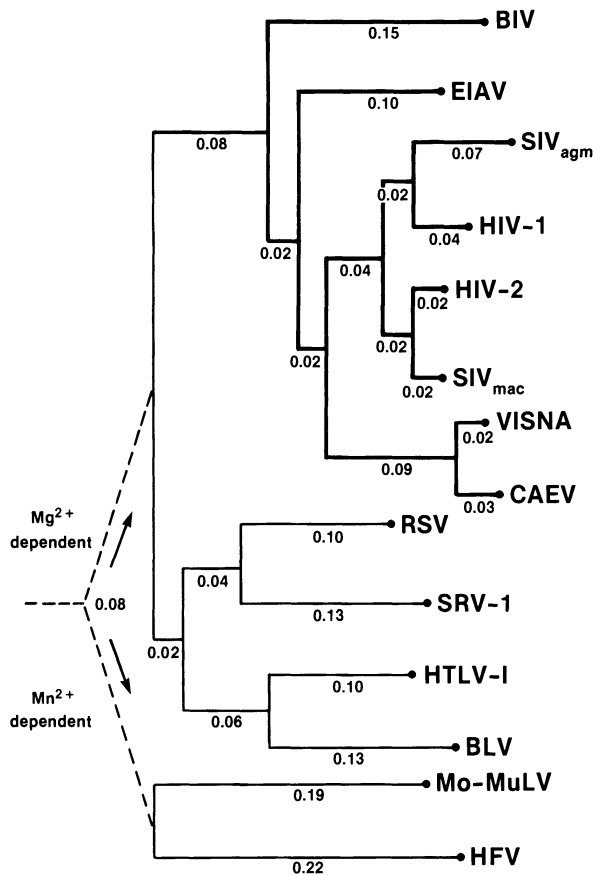 BIV
0.15
EIAV
0.10
SIVagm
0.07
0.08
0.02
HIV-1
0.04
0.02
0.04
HIV-2
0.02
0.02
0.02
SIVmac
0.02
VISNA
0.02
0.09
CAEV
0.03
Mg2+
dependent
RSV
0.10
0.04
0.08
SRV-1
0.13
0.02
HTLV-I
0.10
Mn2+
dependent
0.06
BLV
0.13
Mo-MuLV
0.19
HFV
0.22